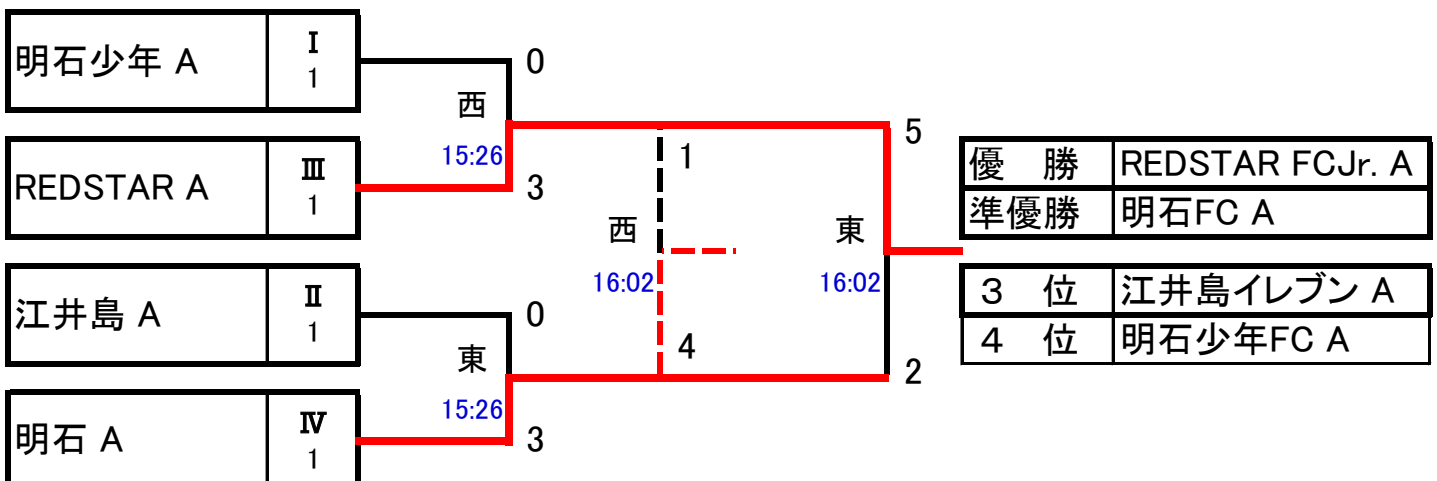 明石少年 A Ⅰ 1
0
西
15:26
REDSTAR A Ⅲ 1
3
江井島 A Ⅱ 1
0
東
15:26
明石 A Ⅳ 1
3
1
西
16:02
4
5
東
16:02
2
優 勝 REDSTAR FCJr. A
準優勝 明石FC A
3 位 江井島イレブン A
4 位 明石少年FC A